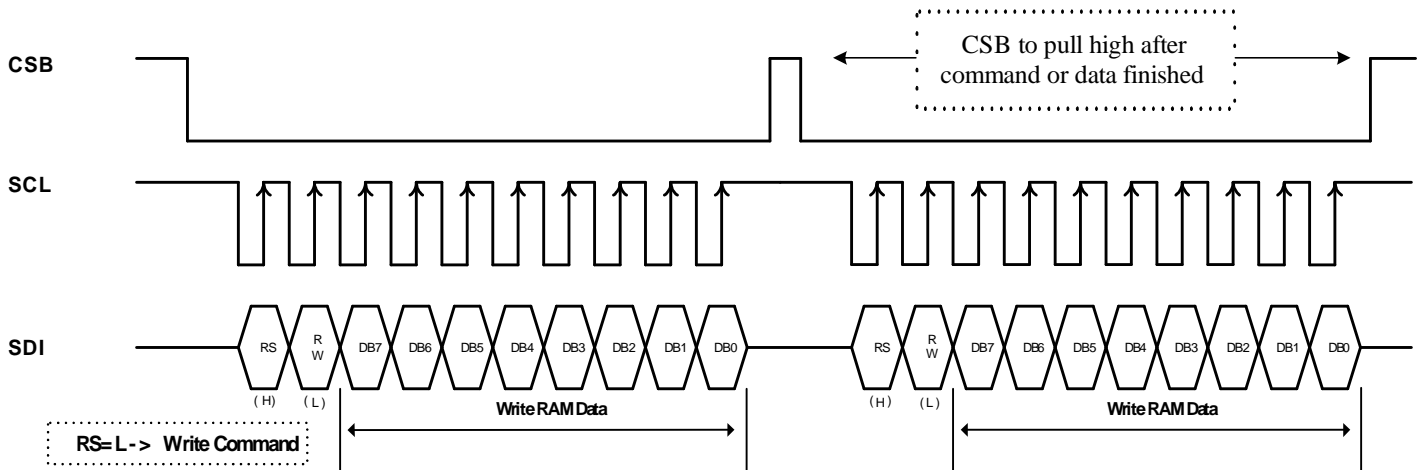 CSB to pull high after
command or data finished
CSB
SCL
SDI
RS R W DB7 DB6 DB5 DB4 DB3 DB2 DB1 DB0 RS R W DB7 DB6 DB5 DB4 DB3 DB2 DB1 DB0
(H) (L) Write RAM Data (H) (L) Write RAM Data
RS=L-> Write Command